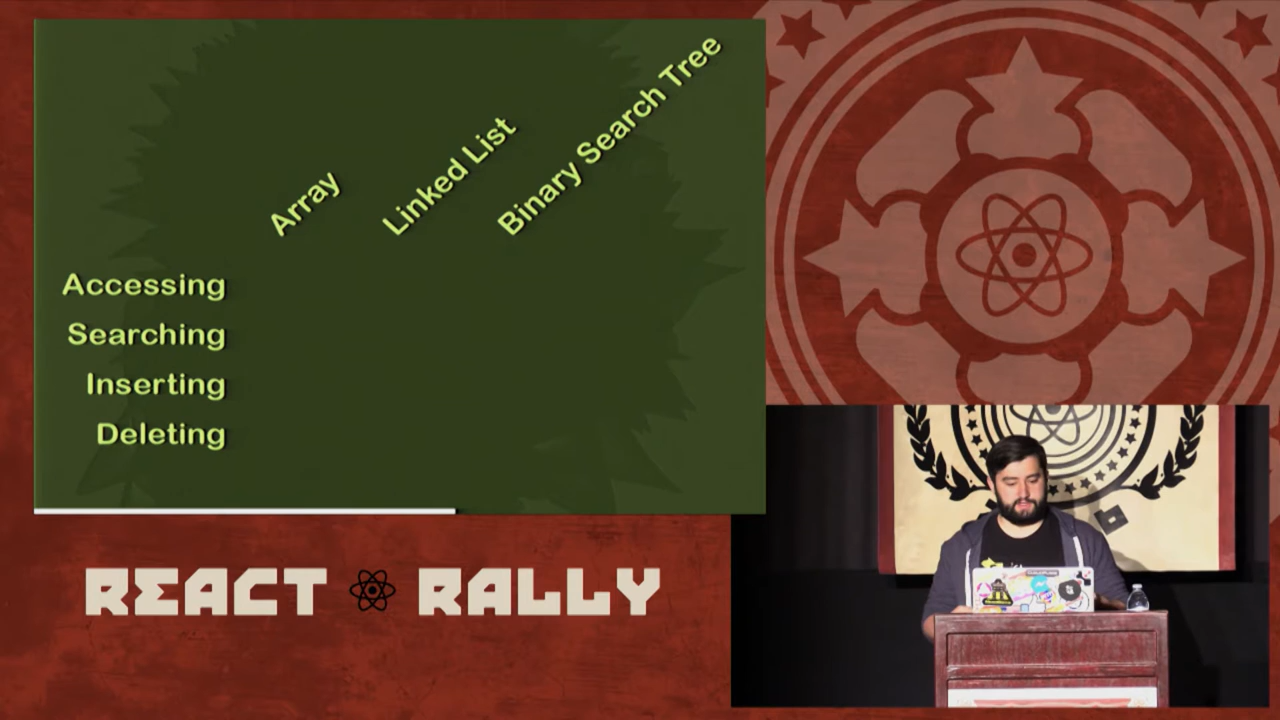 Array
Linked List
Binary Search Tree
Accessing
Searching
Inserting
Deleting
REACT RALLY